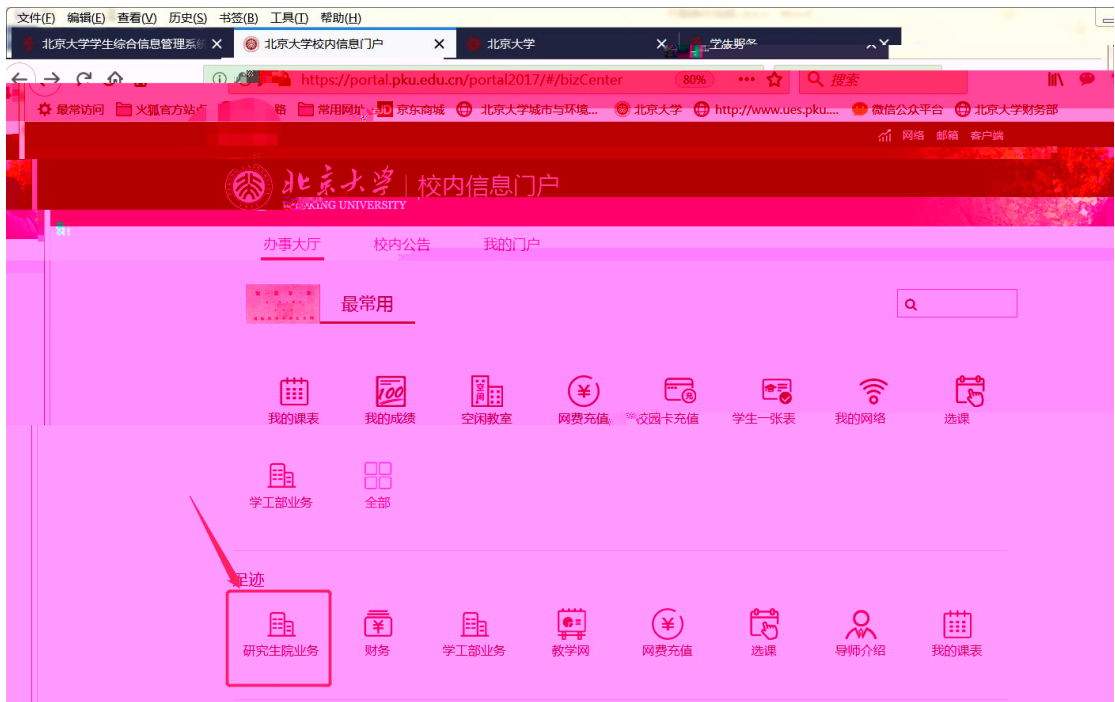 文件(F) 编辑(E) 查看(V) 历史(S) 书签(B) 工具(T) 帮助(H)
北京大学学生综合信息管理系统 × 北京大学校内信息门户 × 北京大学 ×
https://portal.pku.edu.cn/portal2017/#/bizCenter 80% ••• 搜索
最常访问 火狐官方站点 常用网址 JD 京东商城 北京大学城市与环境... 北京大学 http://www.ues.pku.... 微信公众平台 北京大学财务部
网络 邮箱 客户端
北京大学 校内信息门户
PEKING UNIVERSITY
办事大厅 校内公告 我的门户
最常用
我的课表 我的成绩 空闲教室 网费充值 校园卡充值 学生一张表 我的网络 选课
学工部业务 全部
足迹
研究生院业务 财务 学工部业务 教学网 网费充值 选课 导师介绍 我的课表